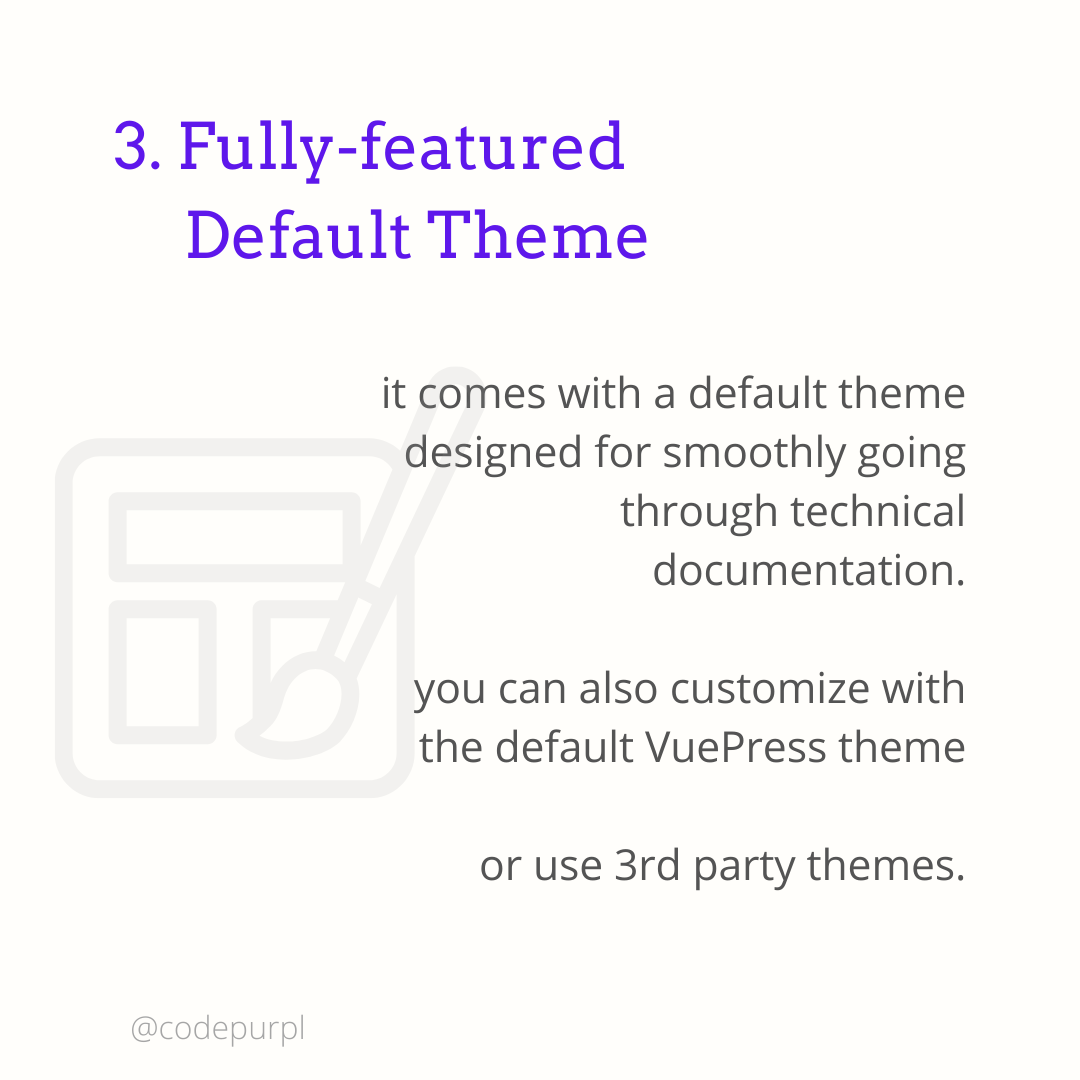 3. Fully-featured
Default Theme
it comes with a default theme
designed for smoothly going
through technical
documentation.
you can also customize with
the default VuePress theme
or use 3rd party themes.
@codepurpl